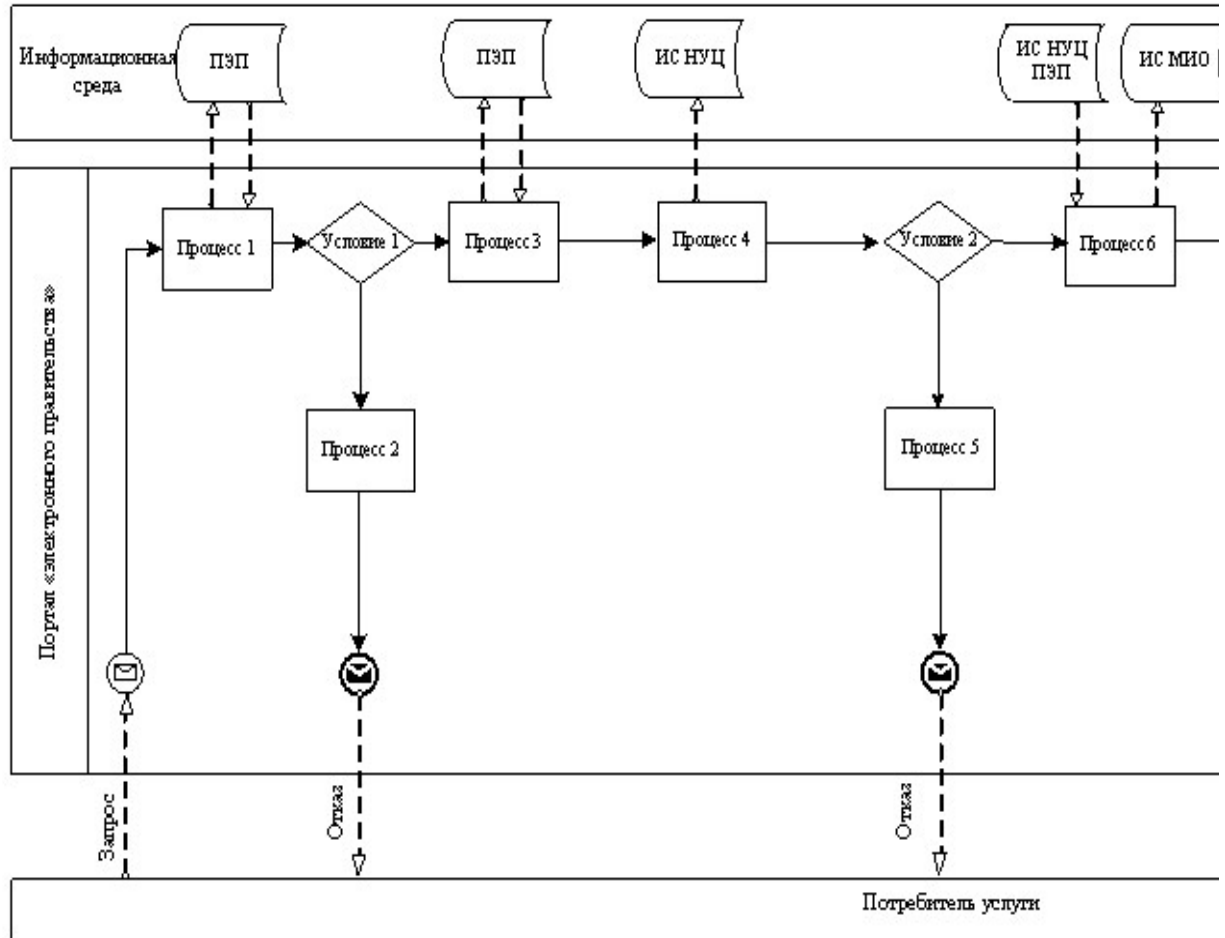 Информационная
среда
ПЭП
ПЭП
ИС НУЦ
ИС НУЦ
ПЭП
ИС МИО
Портал «электронного правительства»
Процесс 1
Условие 1
Процесс 3
Процесс 4
Условие 2
Процесс 6
Процесс 2
Процесс 5
Запрос
Отказ
Отказ
Потребитель услуги